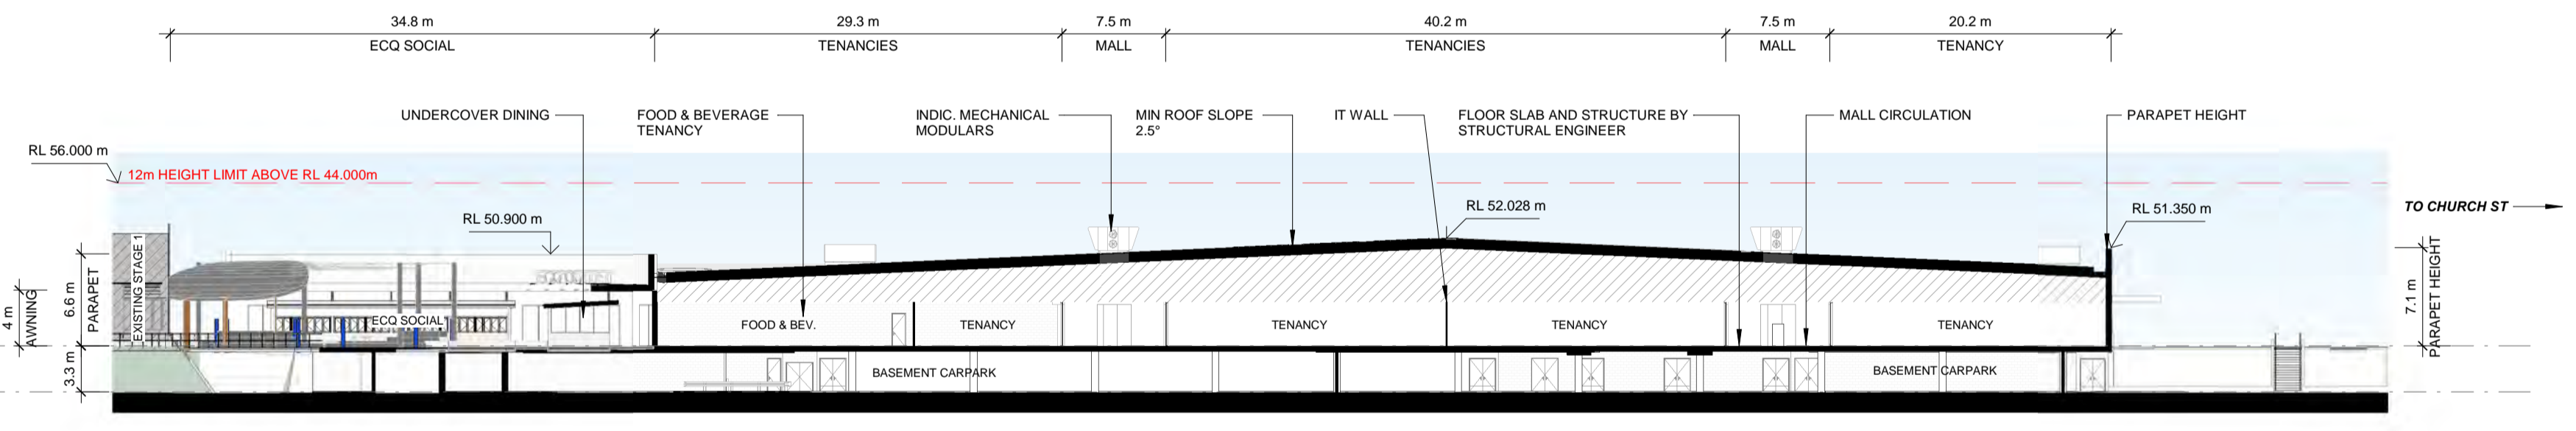 34.8 m
ECQ SOCIAL
29.3 m
TENANCIES
7.5 m
MALL
40.2 m
TENANCIES
7.5 m
MALL
20.2 m
TENANCY
UNDERCOVER DINING
FOOD & BEVERAGE
TENANCY
INDIC. MECHANICAL
MODULARS
MIN ROOF SLOPE
2.5°
IT WALL
FLOOR SLAB AND STRUCTURE BY
STRUCTURAL ENGINEER
MALL CIRCULATION
PARAPET HEIGHT
RL 56.000 m
12m HEIGHT LIMIT ABOVE RL 44.000m
RL 50.900 m
RL 52.028 m
RL 51.350 m
TO CHURCH ST
4 m
AWNING
6.6 m
PARAPET
3.3 m
EXISTING STAGE 1
ECQ SOCIAL
FOOD & BEV.
TENANCY
TENANCY
TENANCY
TENANCY
7.1 m
PARAPET HEIGHT
BASEMENT CARPARK
BASEMENT CARPARK